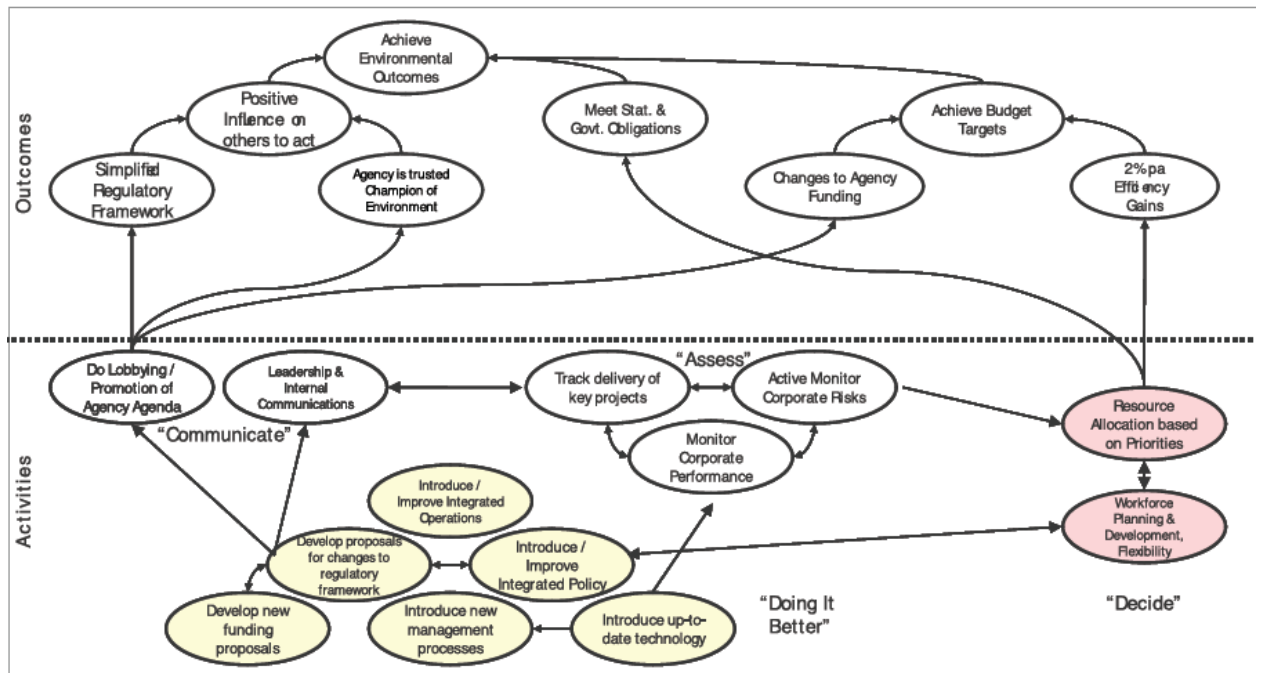 Outcomes
Achieve
Environmental
Outcomes
Positive
Influence on
others to act
Meet Stat. &
Govt. Obligations
Achieve Budget
Targets
Simplified
Regulatory
Framework
Agency is trusted
Champion of
Environment
Changes to Agency
Funding
2% pa
Efficiency
Gains
Activities
Do Lobbying /
Promotion of
Agency Agenda
Leadership &
Internal
Communications
"Communicate"
Track delivery of
key projects
"Assess"
Active Monitor
Corporate Risks
Monitor
Corporate
Performance
Resource
Allocation based
on Priorities
Workforce
Planning &
Development,
Flexibility
Introduce /
Improve Integrated
Operations
Develop proposals
for changes to
regulatory
framework
Introduce /
Improve
Integrated Policy
Develop new
funding
proposals
Introduce new
management
processes
Introduce up-to-
date technology
"Doing It
Better"
"Decide"